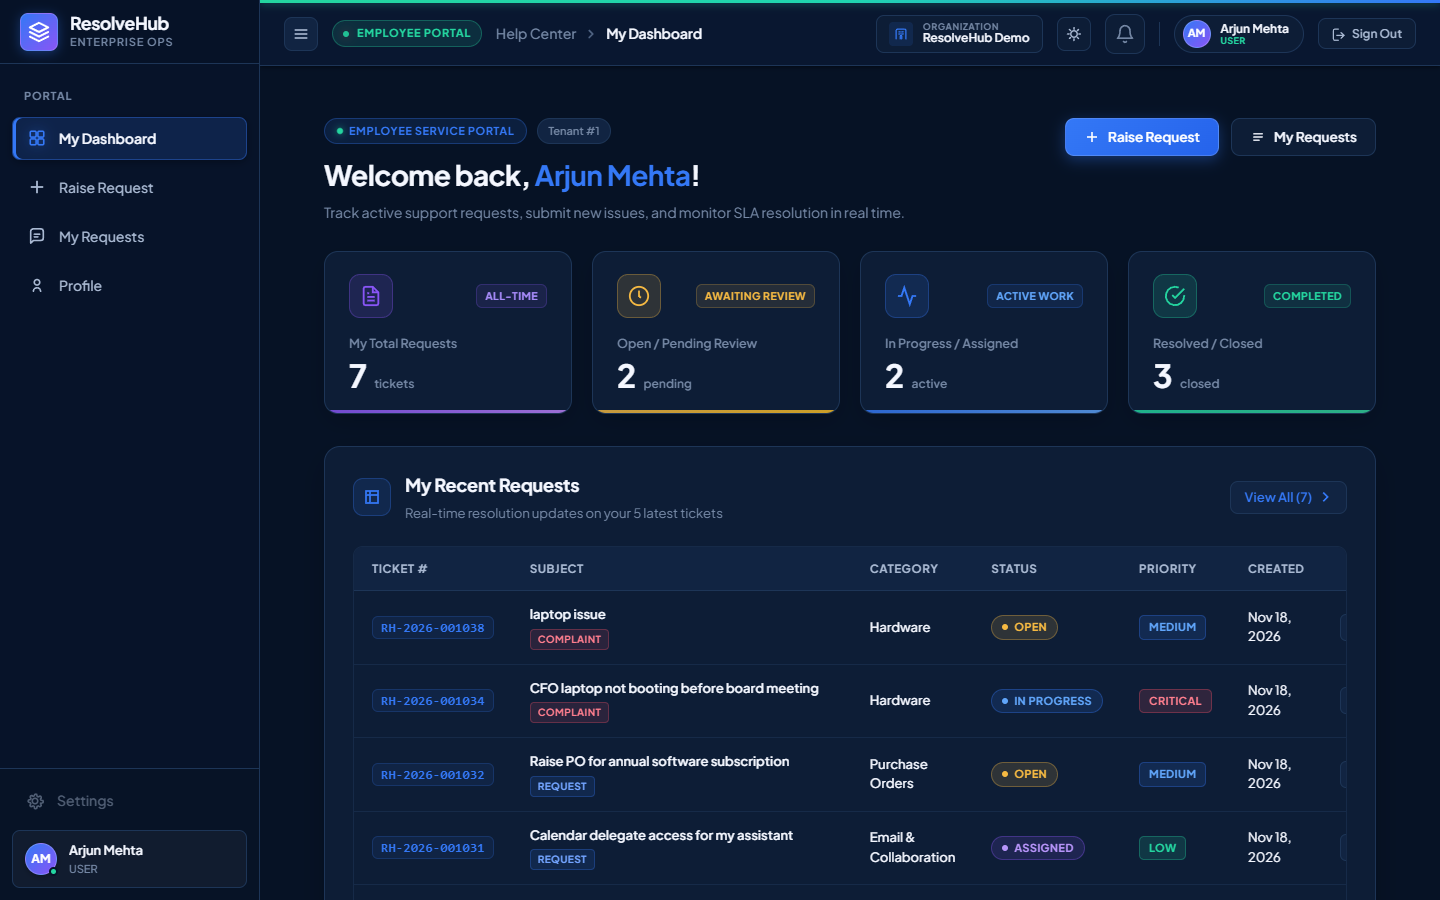 ResolveHub
ENTERPRISE OPS
PORTAL
My Dashboard
Raise Request
My Requests
Profile
Settings
AM
Arjun Mehta
USER
EMPLOYEE PORTAL
Help Center
My Dashboard
ORGANIZATION
ResolveHub Demo
AM
Arjun Mehta
USER
Sign Out
EMPLOYEE SERVICE PORTAL
Tenant #1
Welcome back, Arjun Mehta!
Track active support requests, submit new issues, and monitor SLA resolution in real time.
Raise Request
My Requests
ALL-TIME
My Total Requests
7 tickets
AWAITING REVIEW
Open / Pending Review
2 pending
ACTIVE WORK
In Progress / Assigned
2 active
COMPLETED
Resolved / Closed
3 closed
My Recent Requests
Real-time resolution updates on your 5 latest tickets
View All (7)
TICKET # SUBJECT CATEGORY STATUS PRIORITY CREATED
RH-2026-001038
laptop issue
COMPLAINT
Hardware
OPEN
MEDIUM
Nov 18,
2026
RH-2026-001034
CFO laptop not booting before board meeting
COMPLAINT
Hardware
IN PROGRESS
CRITICAL
Nov 18,
2026
RH-2026-001032
Raise PO for annual software subscription
REQUEST
Purchase
Orders
OPEN
MEDIUM
Nov 18,
2026
RH-2026-001031
Calendar delegate access for my assistant
REQUEST
Email &
Collaboration
ASSIGNED
LOW
Nov 18,
2026